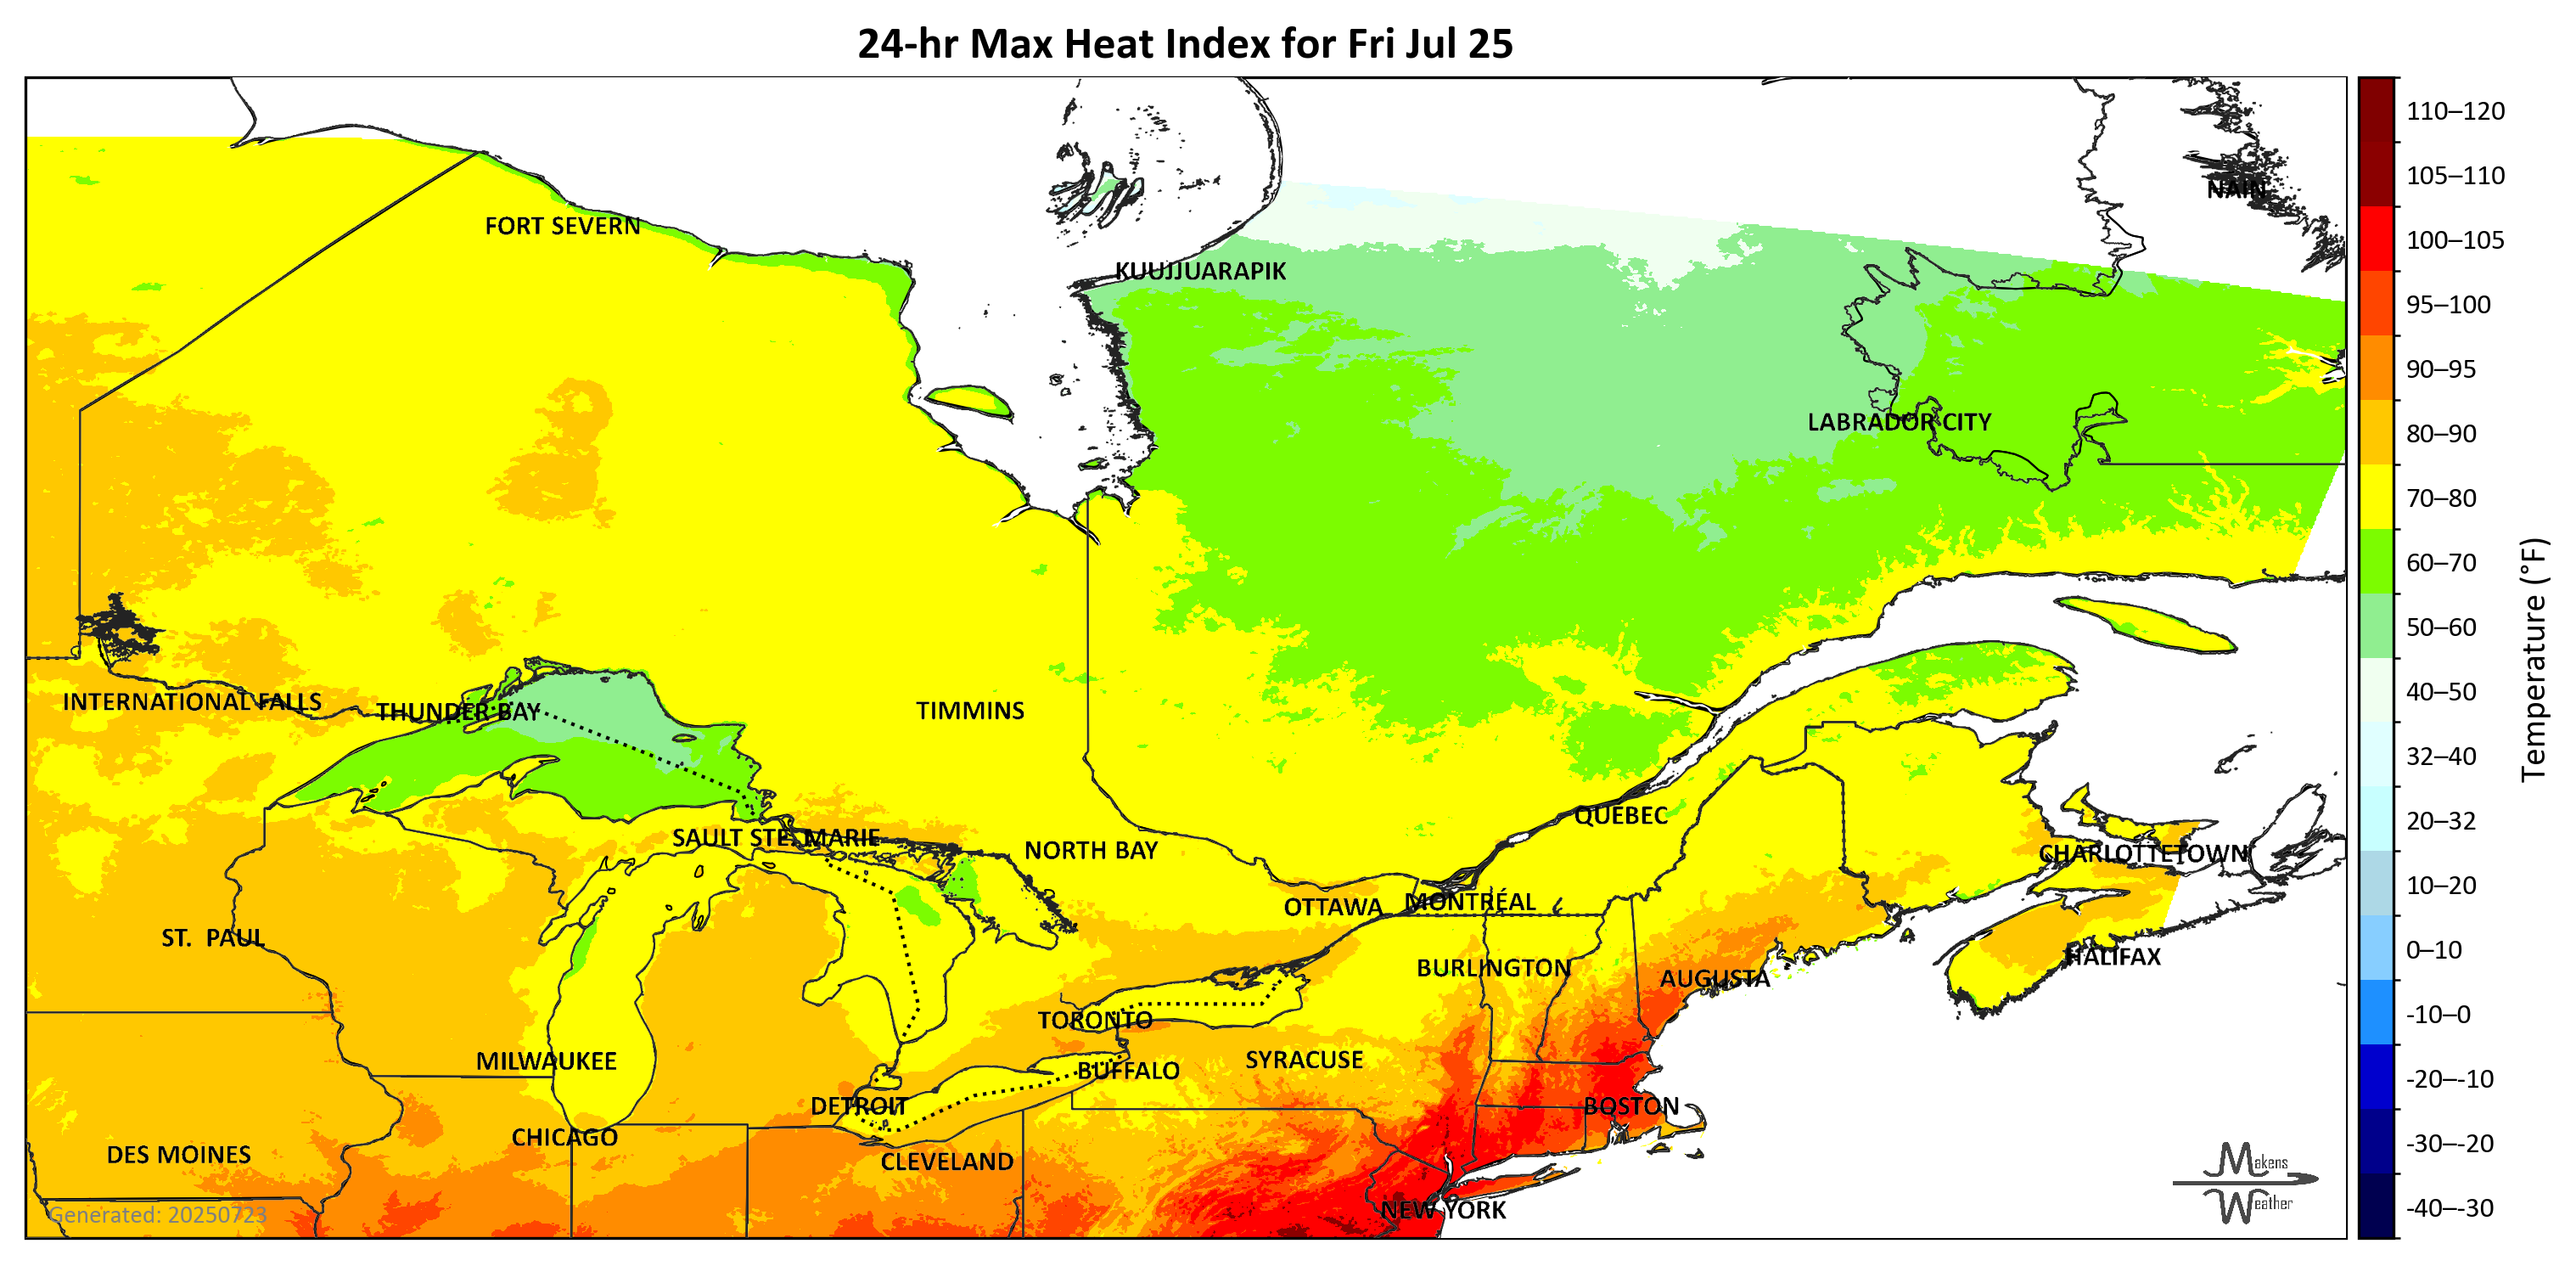 24-hr Max Heat Index for Fri Jul 25
NAIN
FORT SEVERN
KUUJJUARAPIK
LABRADOR CITY
INTERNATIONAL FALLS
THUNDER BAY
TIMMINS
QUEBEC
SAULT STE. MARIE
NORTH BAY
CHARLOTTETOWN
OTTAWA
MONTRÉAL
ST. PAUL
HALIFAX
BURLINGTON
AUGUSTA
TORONTO
MILWAUKEE
SYRACUSE
BUFFALO
DETROIT
BOSTON
CHICAGO
DES MOINES
CLEVELAND
NEW YORK
Generated: 20250723
Makens
Weather
110–120
105–110
100–105
95–100
90–95
80–90
70–80
60–70
50–60
40–50
32–40
20–32
10–20
0–10
-10–0
-20–-10
-30–-20
-40–-30
Temperature (°F)